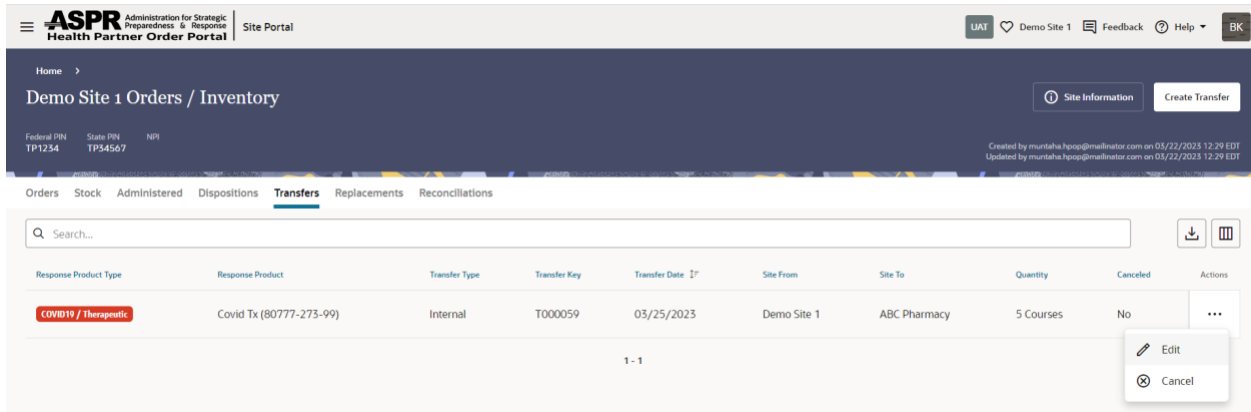 ASPR Administration for Strategic Preparedness & Response
Health Partner Order Portal
Site Portal
UAT Demo Site 1 Feedback Help BK
Home >
Demo Site 1 Orders / Inventory
Site Information Create Transfer
Federal PIN State PIN NPI
TP1234 TP34567
Created by muntaha.hpop@mailinator.com on 03/22/2023 12:29 EDT
Updated by muntaha.hpop@mailinator.com on 03/22/2023 12:29 EDT
Orders Stock Administered Dispositions Transfers Replacements Reconciliations
Search...
Response Product Type Response Product Transfer Type Transfer Key Transfer Date Site From Site To Quantity Canceled Actions
COVID19 / Therapeutic Covid Tx (80777-273-99) Internal T000059 03/25/2023 Demo Site 1 ABC Pharmacy 5 Courses No ...
1 - 1
Edit
Cancel